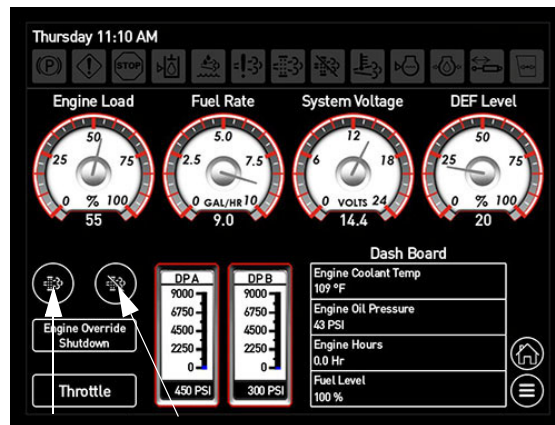 Thursday 11:10 AM
(P) STOP
Engine Load Fuel Rate System Voltage DEF Level
50 5.0 12 50
25 75 2.5 7.5 6 18 25 75
0 % 100 0 GAL/HR 10 0 VOLTS 24 0 % 100
55 9.0 14.4 20
Dash Board
DPA DPB Engine Coolant Temp
9000 9000 109 °F
6750 6750 Engine Oil Pressure
4500 4500 43 PSI
Engine Override Shutdown
2250 2250 Engine Hours
0 0 0.0 Hr
Fuel Level
Throttle 450 PSI 300 PSI 100 %